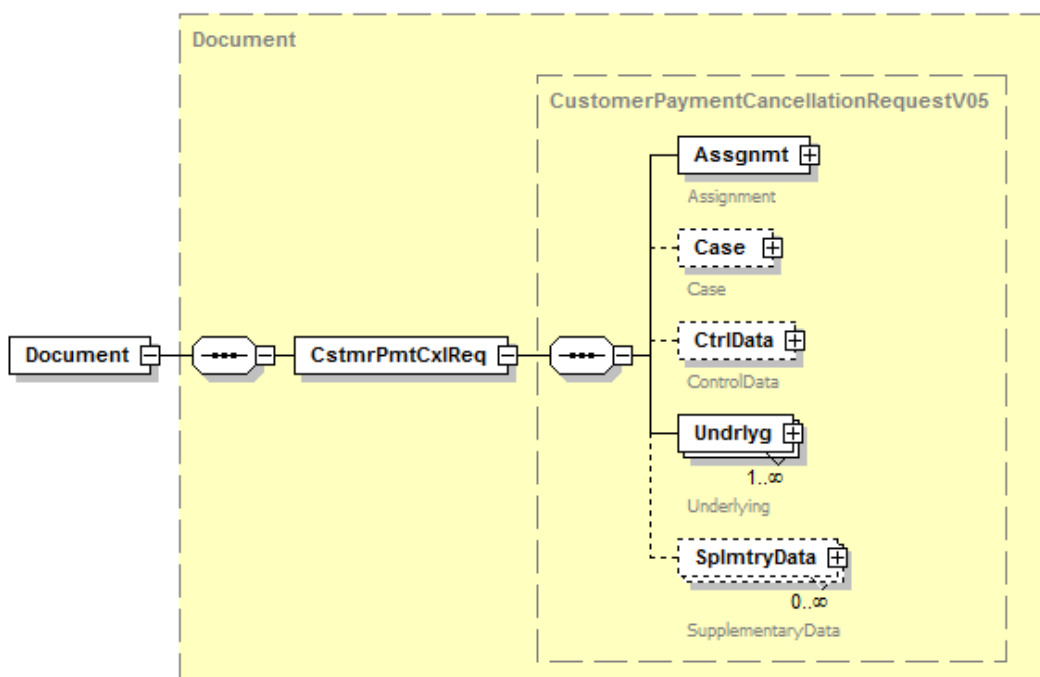 Document
CustomerPaymentCancellationRequestV05
Assgnmt
Assignment
Case
Case
CtrlData
ControlData
Document
CstmrPmtCxlReq
Undrlyg
1..∞
Underlying
SplmtryData
0..∞
SupplementaryData